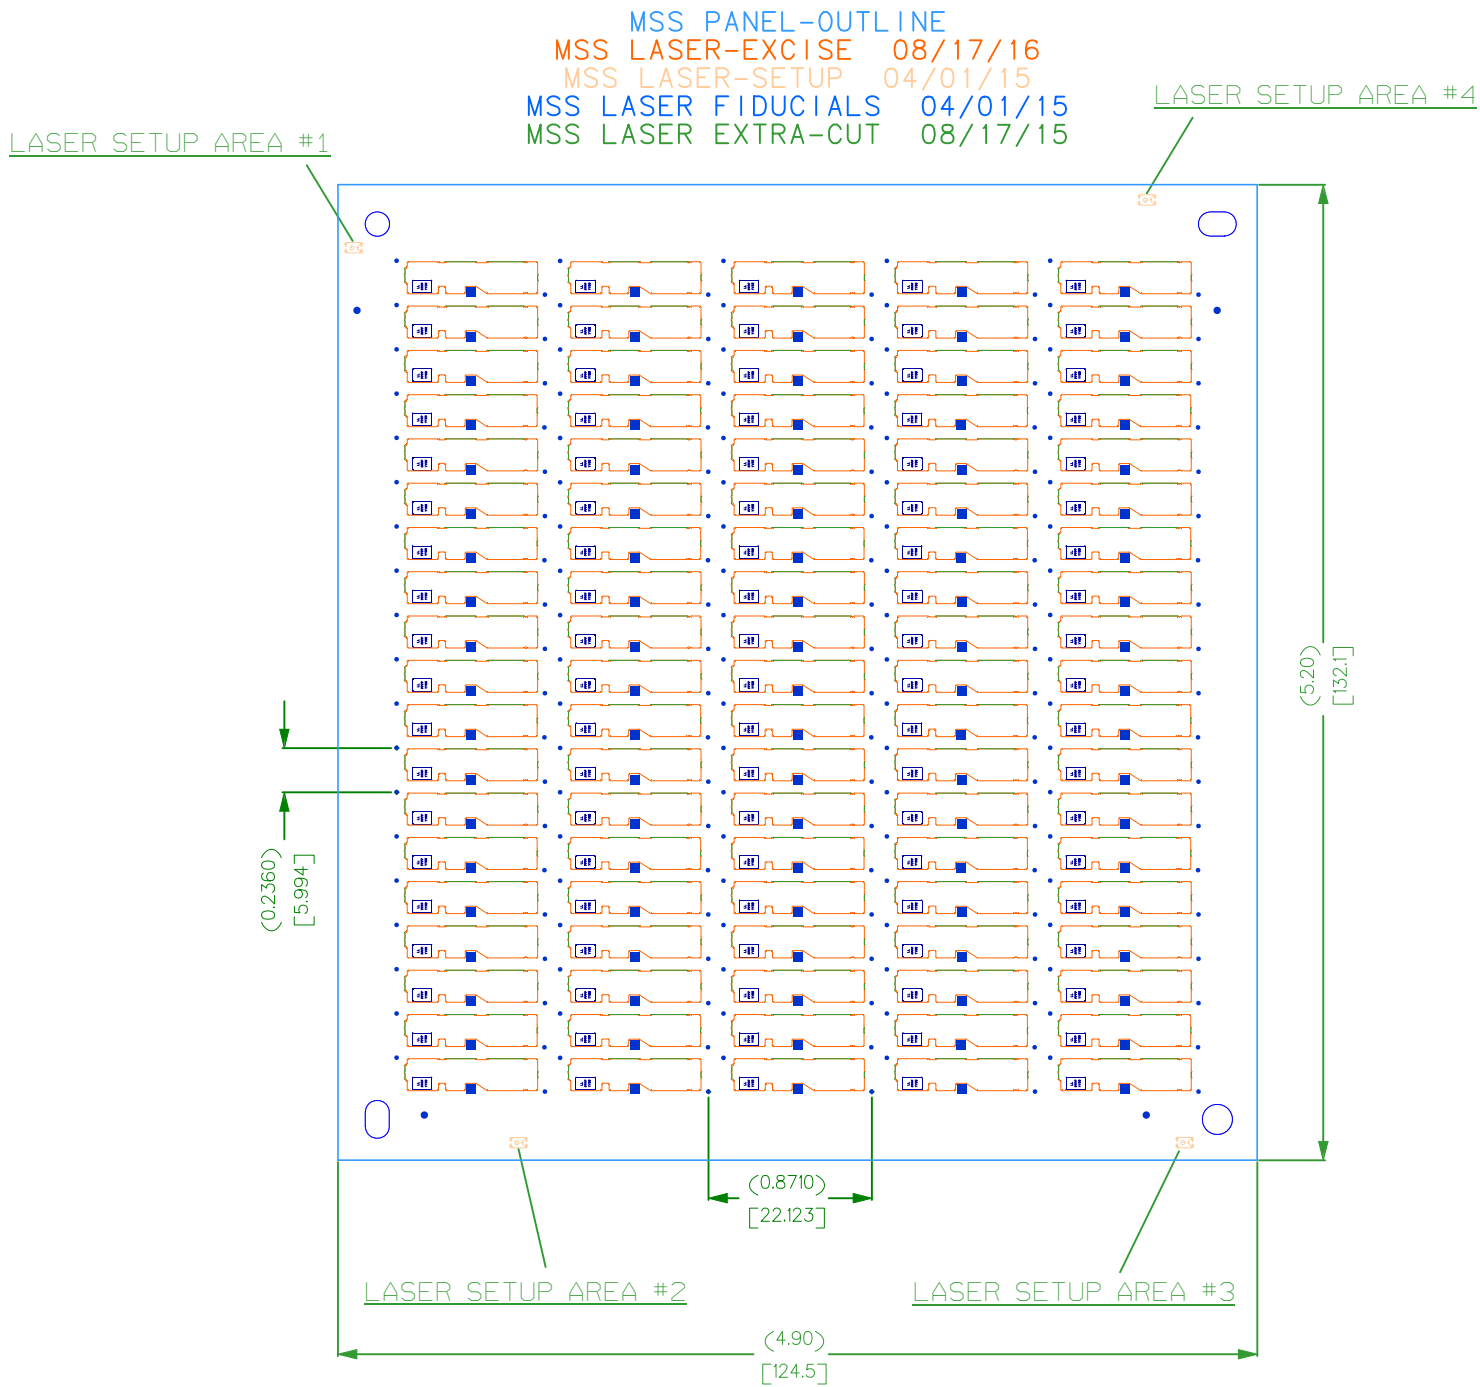 MSS PANEL-OUTLINE
MSS LASER-EXCISE 08/17/16
MSS LASER-SETUP 04/01/15
MSS LASER FIDUCIALS 04/01/15
MSS LASER EXTRA-CUT 08/17/15
LASER SETUP AREA #4
LASER SETUP AREA #1
(5.20)
[132.1]
(0.2360)
[5.994]
(0.8710)
[22.123]
LASER SETUP AREA #2
LASER SETUP AREA #3
(4.90)
[124.5]